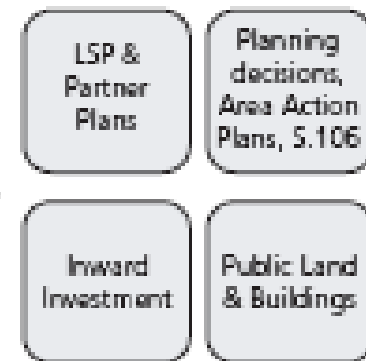 LSP &
Partner
Plans
Planning
decisions,
Area Action
Plans, S.106
Inward
Investment
Public Land
& Buildings